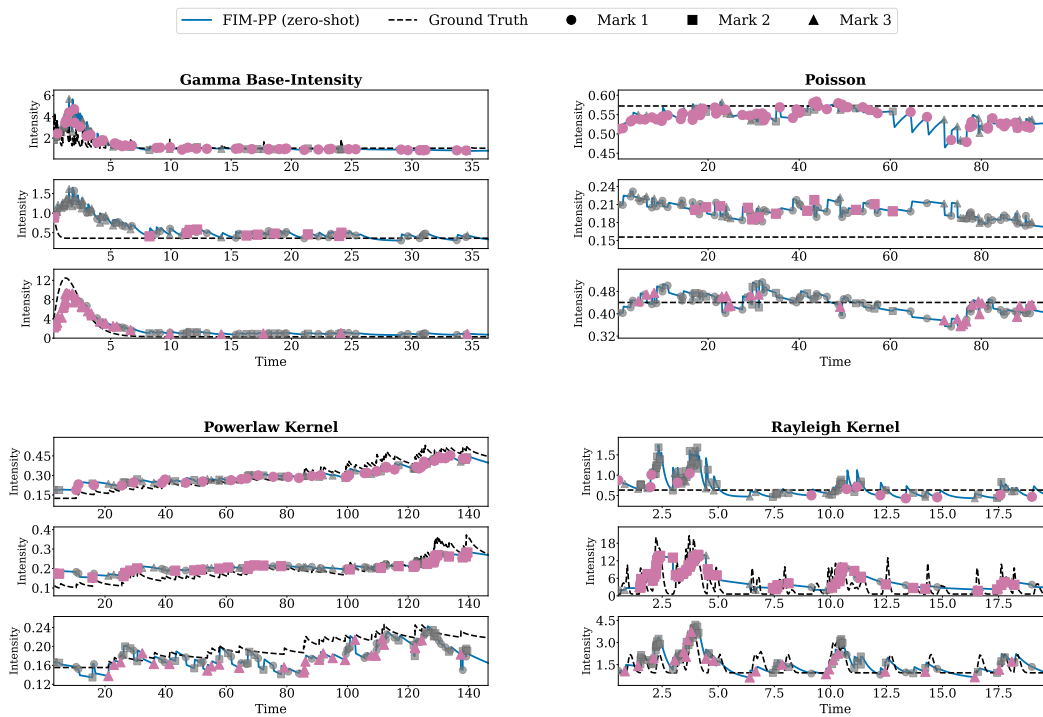 FIM-PP (zero-shot) Ground Truth Mark 1 Mark 2 Mark 3
Gamma Base-Intensity
Intensity
6
4
2
5 10 15 20 25 30 35
Intensity
1.5
1.0
0.5
5 10 15 20 25 30 35
Intensity
12
8
4
0
5 10 15 20 25 30 35
Time
Poisson
Intensity
0.60
0.55
0.50
0.45
20 40 60 80
Intensity
0.24
0.21
0.18
0.15
20 40 60 80
Intensity
0.48
0.40
0.32
20 40 60 80
Time
Powerlaw Kernel
Intensity
0.45
0.30
0.15
20 40 60 80 100 120 140
Intensity
0.4
0.3
0.2
0.1
20 40 60 80 100 120 140
Intensity
0.24
0.20
0.16
0.12
20 40 60 80 100 120 140
Time
Rayleigh Kernel
Intensity
1.5
1.0
0.5
2.5 5.0 7.5 10.0 12.5 15.0 17.5
Intensity
18
12
6
0
2.5 5.0 7.5 10.0 12.5 15.0 17.5
Intensity
4.5
3.0
1.5
2.5 5.0 7.5 10.0 12.5 15.0 17.5
Time